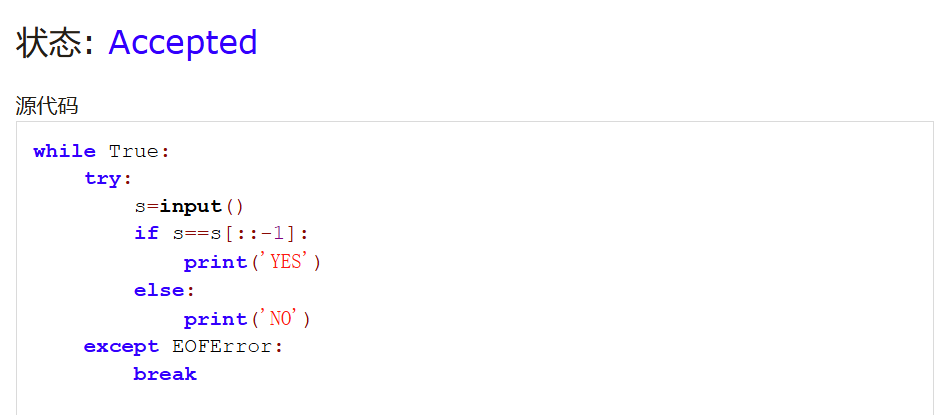 状态: Accepted
源代码
while True:
    try:
        s=input()
        if s==s[::-1]:
            print('YES')
        else:
            print('NO')
    except EOFError:
        break